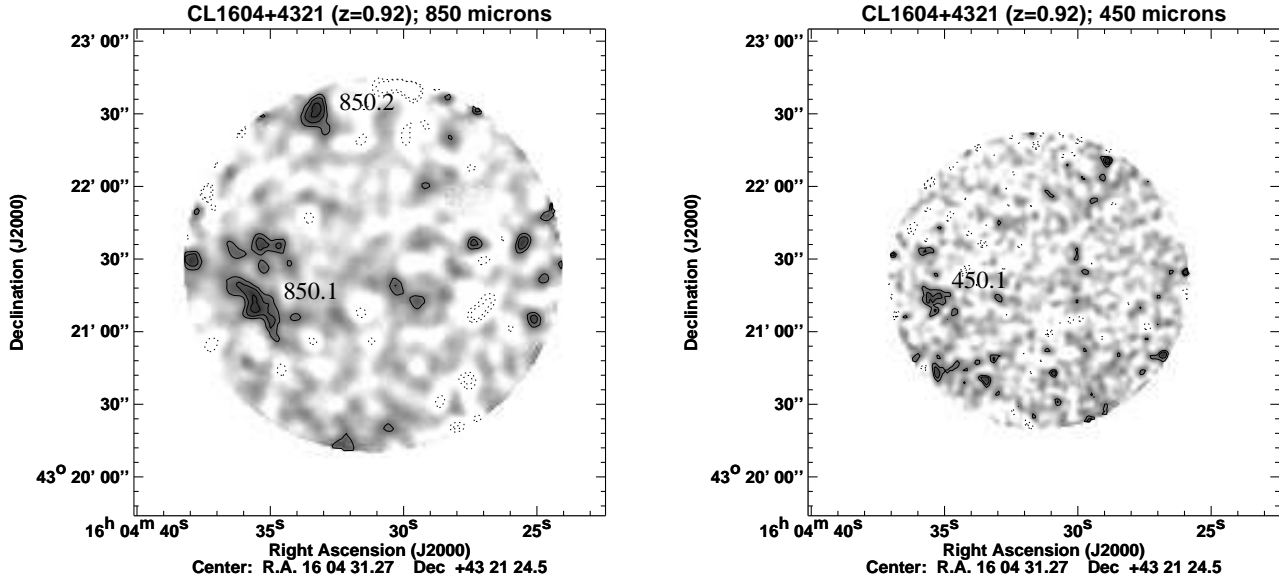 CL1604+4321 (z=0.92); 850 microns
23' 00''
30''
22' 00''
30''
21' 00''
30''
43° 20' 00''
Declination (J2000)
850.2
850.1
16ʰ 04ᵐ 40ˢ
35ˢ
30ˢ
25ˢ
Right Ascension (J2000)
Center: R.A. 16 04 31.27 Dec +43 21 24.5
CL1604+4321 (z=0.92); 450 microns
23' 00''
30''
22' 00''
30''
21' 00''
30''
43° 20' 00''
Declination (J2000)
450.1
16ʰ 04ᵐ 40ˢ
35ˢ
30ˢ
25ˢ
Right Ascension (J2000)
Center: R.A. 16 04 31.27 Dec +43 21 24.5